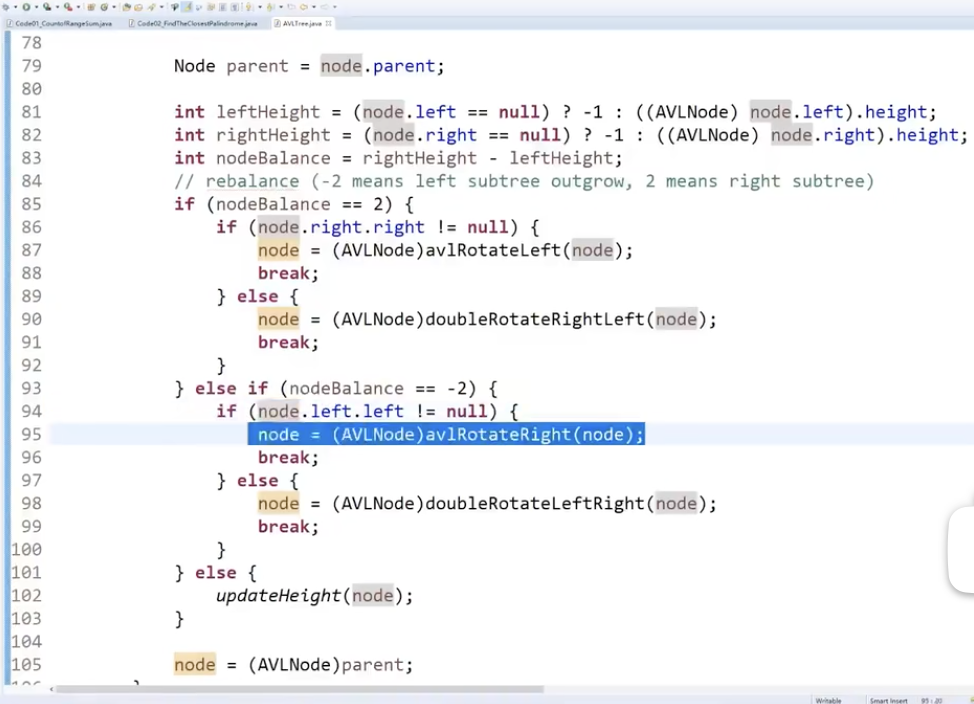 Code01_CountofRangeSum.java Code02_FindTheClosestPalindrome.java AVLTree.java
78
79 Node parent = node.parent;
80
81 int leftHeight = (node.left == null) ? -1 : ((AVLNode) node.left).height;
82 int rightHeight = (node.right == null) ? -1 : ((AVLNode) node.right).height;
83 int nodeBalance = rightHeight - leftHeight;
84 // rebalance (-2 means left subtree outgrow, 2 means right subtree)
85 if (nodeBalance == 2) {
86 if (node.right.right != null) {
87 node = (AVLNode)avlRotateLeft(node);
88 break;
89 } else {
90 node = (AVLNode)doubleRotateRightLeft(node);
91 break;
92 }
93 } else if (nodeBalance == -2) {
94 if (node.left.left != null) {
95 node = (AVLNode)avlRotateRight(node);
96 break;
97 } else {
98 node = (AVLNode)doubleRotateLeftRight(node);
99 break;
100 }
101 } else {
102 updateHeight(node);
103 }
104
105 node = (AVLNode)parent;
Writable Smart Insert 95 : 20